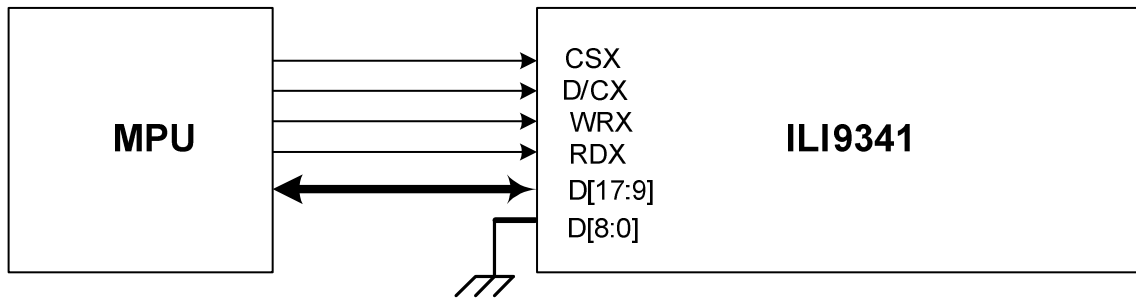 MPU
CSX
D/CX
WRX
RDX
D[17:9]
D[8:0]
ILI9341